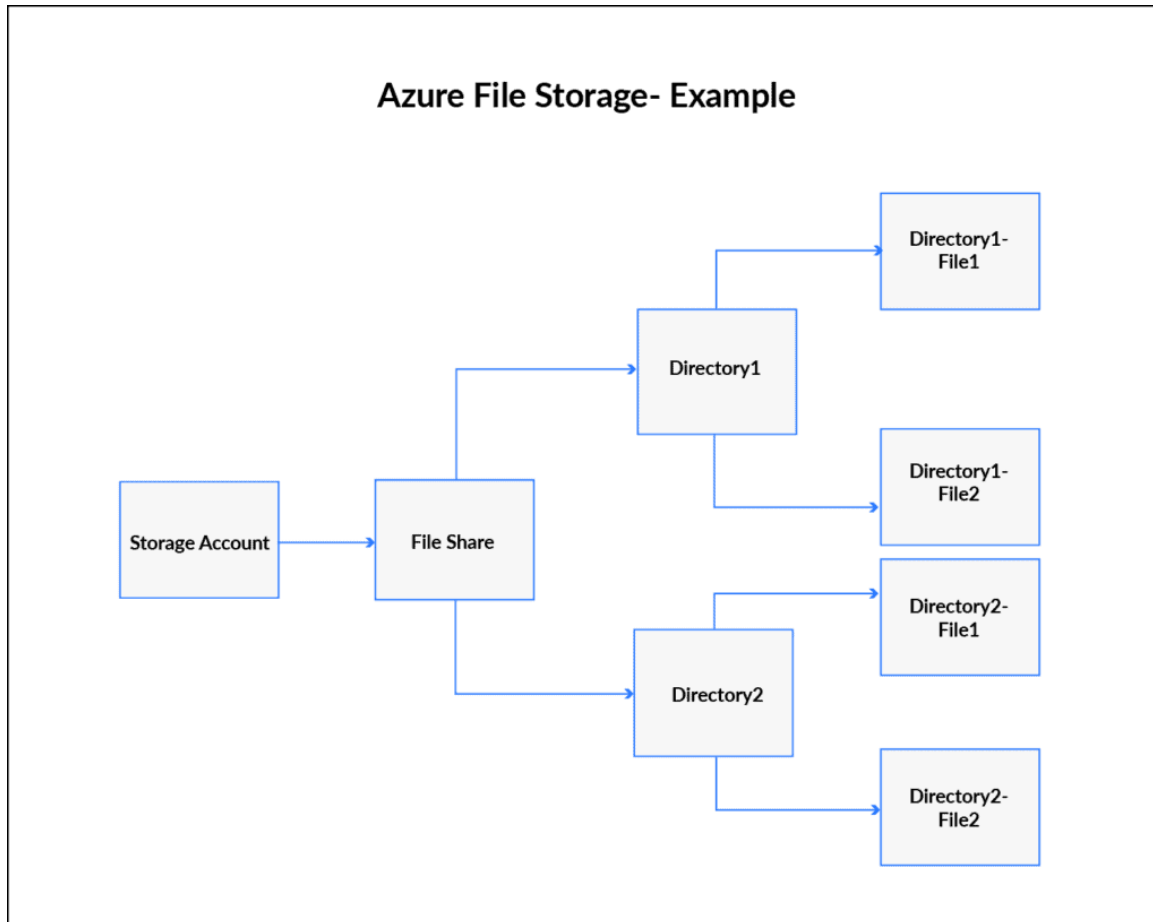 Azure File Storage- Example
Directory1-
File1
Directory1
Directory1-
File2
Storage Account
File Share
Directory2-
File1
Directory2
Directory2-
File2